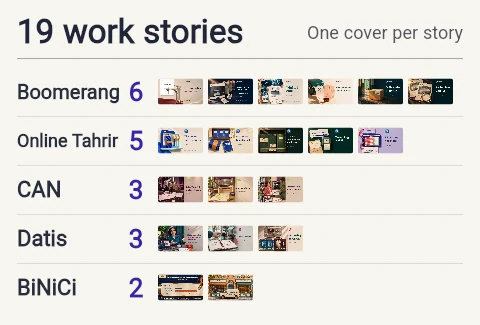 19 work stories
One cover per story
Boomerang 6
Online Tahrir 5
CAN 3
Datis 3
BiNiCi 2